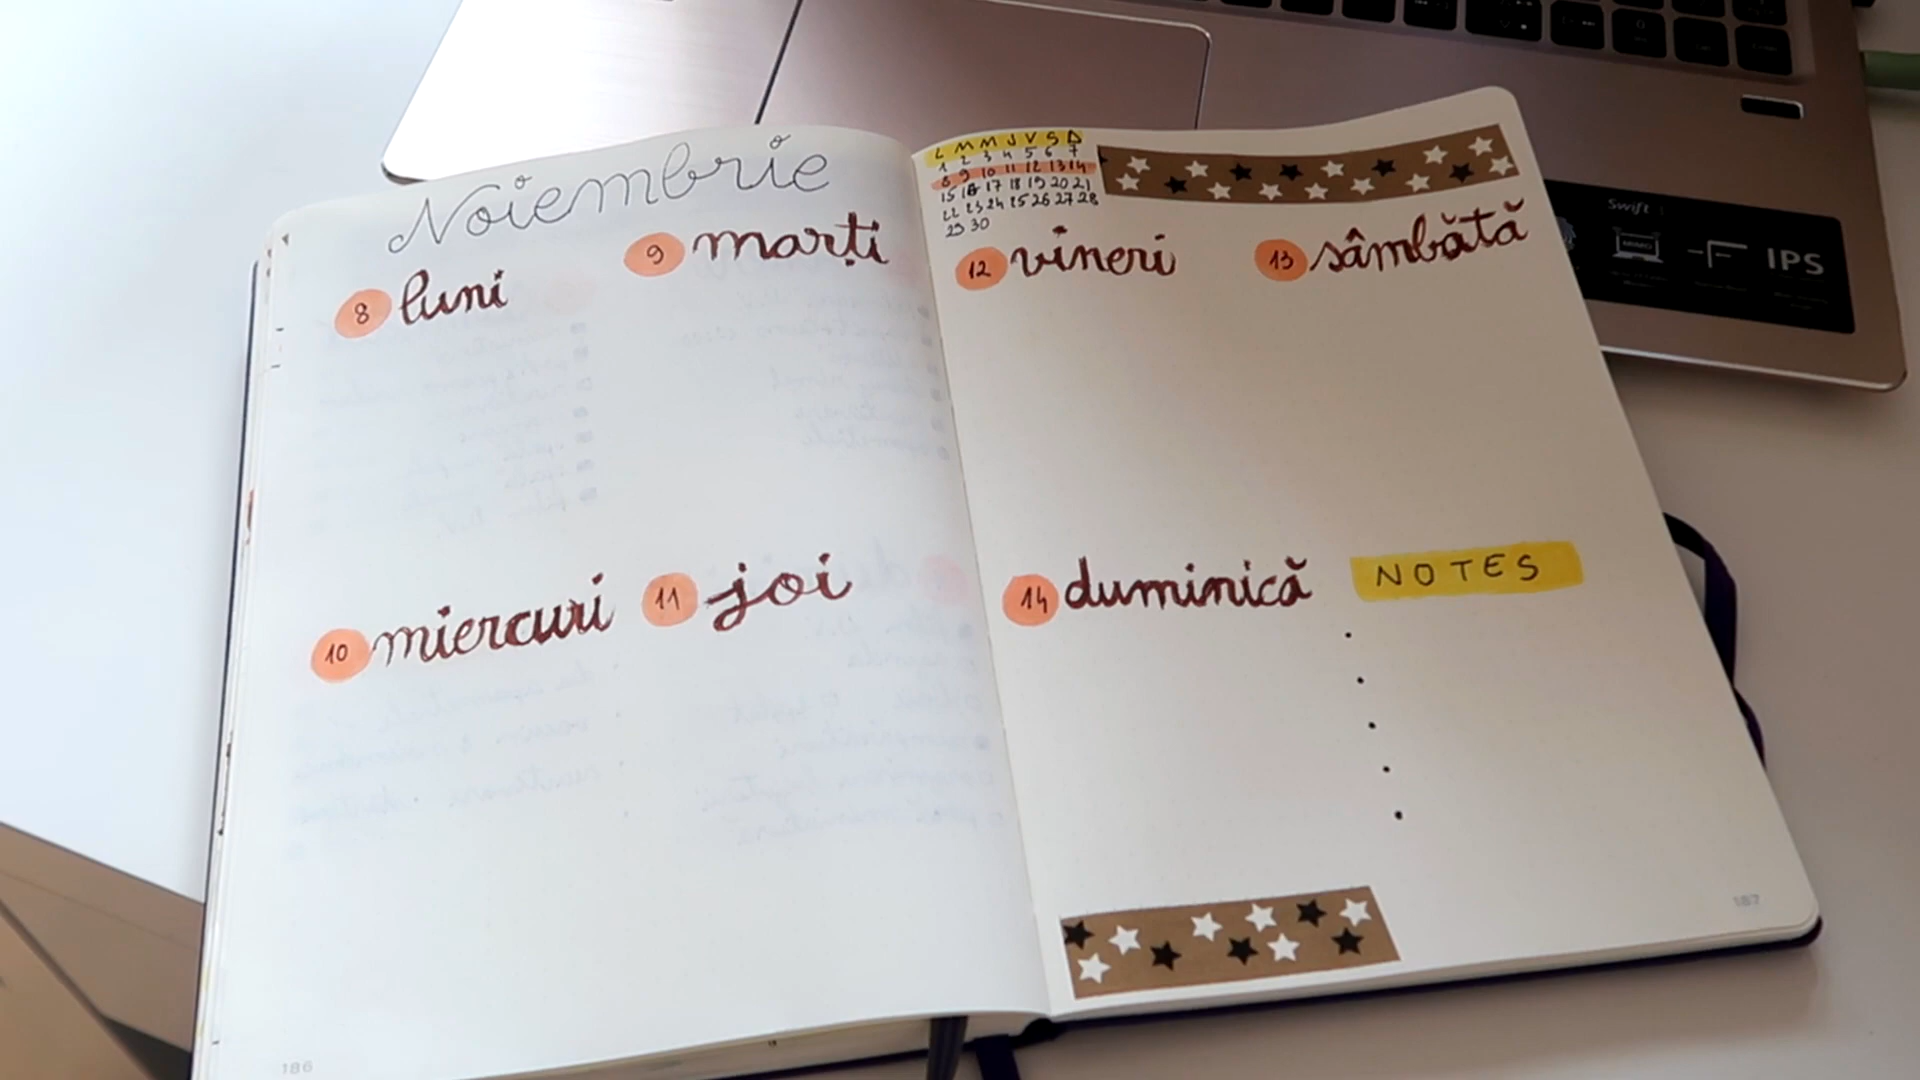 Noiembrie
8 luni
9 marți
10 miercuri
11 joi
186
L M M J V S D
1 2 3 4 5 6 7
8 9 10 11 12 13 14
15 16 17 18 19 20 21
22 23 24 25 26 27 28
29 30
12 vineri
13 sâmbătă
14 duminică
NOTES
187
Swift
MIMO
IPS